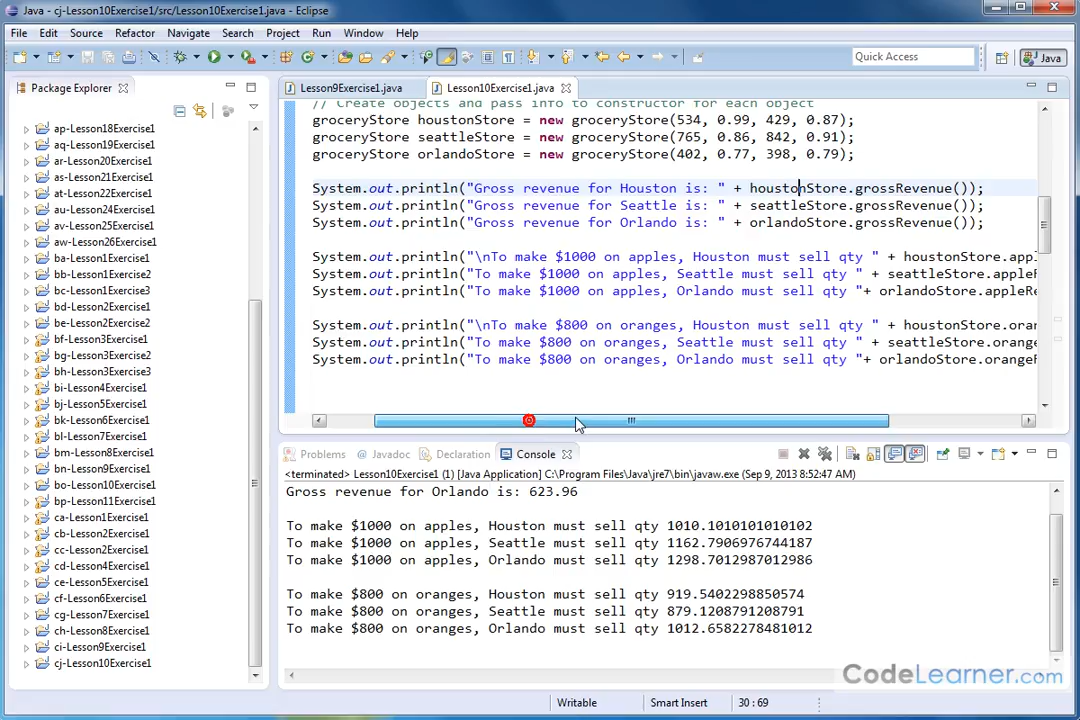 Java - cj-Lesson10Exercise1/src/Lesson10Exercise1.java - Eclipse
File Edit Source Refactor Navigate Search Project Run Window Help
Quick Access
Java
Package Explorer
ap-Lesson18Exercise1
aq-Lesson19Exercise1
ar-Lesson20Exercise1
as-Lesson21Exercise1
at-Lesson22Exercise1
au-Lesson24Exercise1
av-Lesson25Exercise1
aw-Lesson26Exercise1
ba-Lesson1Exercise1
bb-Lesson1Exercise2
bc-Lesson1Exercise3
bd-Lesson2Exercise1
be-Lesson2Exercise2
bf-Lesson3Exercise1
bg-Lesson3Exercise2
bh-Lesson3Exercise3
bi-Lesson4Exercise1
bj-Lesson5Exercise1
bk-Lesson6Exercise1
bl-Lesson7Exercise1
bm-Lesson8Exercise1
bn-Lesson9Exercise1
bo-Lesson10Exercise1
bp-Lesson11Exercise1
ca-Lesson1Exercise1
cb-Lesson2Exercise1
cc-Lesson2Exercise1
cd-Lesson4Exercise1
ce-Lesson5Exercise1
cf-Lesson6Exercise1
cg-Lesson7Exercise1
ch-Lesson8Exercise1
ci-Lesson9Exercise1
cj-Lesson10Exercise1
Lesson9Exercise1.java
Lesson10Exercise1.java
// Create objects and pass info to constructor for each object
groceryStore houstonStore = new groceryStore(534, 0.99, 429, 0.87);
groceryStore seattleStore = new groceryStore(765, 0.86, 842, 0.91);
groceryStore orlandoStore = new groceryStore(402, 0.77, 398, 0.79);
System.out.println("Gross revenue for Houston is: " + houstonStore.grossRevenue());
System.out.println("Gross revenue for Seattle is: " + seattleStore.grossRevenue());
System.out.println("Gross revenue for Orlando is: " + orlandoStore.grossRevenue());
System.out.println("\nTo make $1000 on apples, Houston must sell qty " + houstonStore.appl
System.out.println("To make $1000 on apples, Seattle must sell qty " + seattleStore.appleR
System.out.println("To make $1000 on apples, Orlando must sell qty "+ orlandoStore.appleRe
System.out.println("\nTo make $800 on oranges, Houston must sell qty " + houstonStore.oran
System.out.println("To make $800 on oranges, Seattle must sell qty " + seattleStore.orange
System.out.println("To make $800 on oranges, Orlando must sell qty "+ orlandoStore.orangeR
Problems Javadoc Declaration Console
<terminated> Lesson10Exercise1 (1) [Java Application] C:\Program Files\Java\jre7\bin\javaw.exe (Sep 9, 2013 8:52:47 AM)
Gross revenue for Orlando is: 623.96
To make $1000 on apples, Houston must sell qty 1010.1010101010102
To make $1000 on apples, Seattle must sell qty 1162.7906976744187
To make $1000 on apples, Orlando must sell qty 1298.7012987012986
To make $800 on oranges, Houston must sell qty 919.5402298850574
To make $800 on oranges, Seattle must sell qty 879.1208791208791
To make $800 on oranges, Orlando must sell qty 1012.6582278481012
CodeLearner.com
Writable
Smart Insert
30 : 69